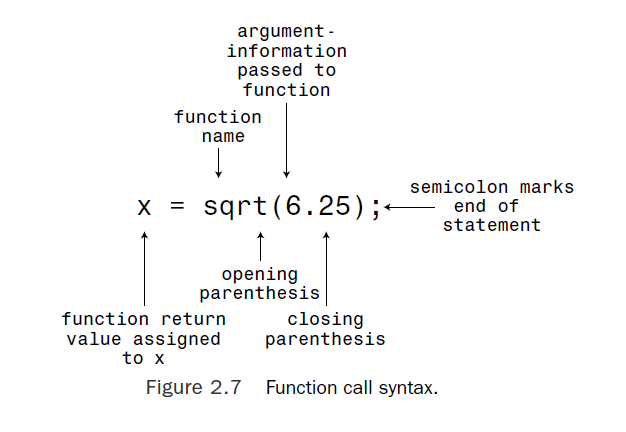 argument-
information
passed to
function
function
name
x = sqrt(6.25);
semicolon marks
end of
statement
opening
parenthesis
function return
value assigned
to x
closing
parenthesis
Figure 2.7 Function call syntax.